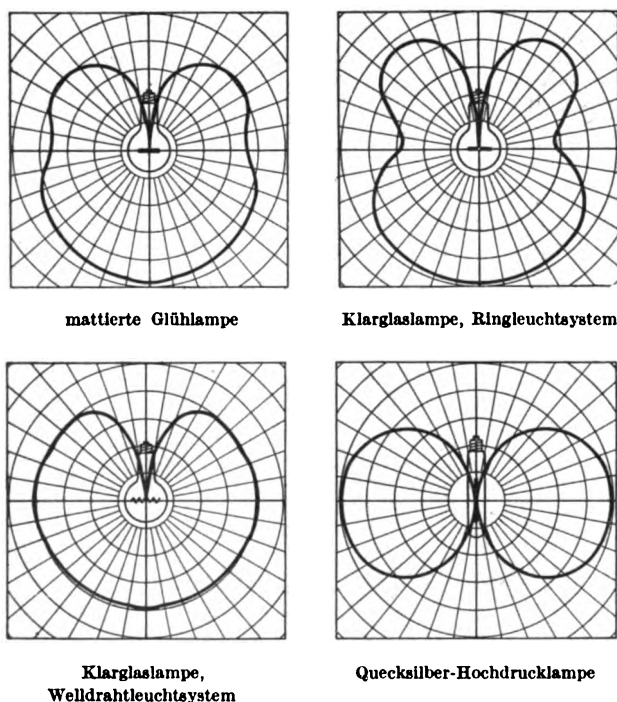 mattierte Glühlampe
Klarglaslampe, Ringleuchtsystem
Klarglaslampe,
Welldrahtleuchtsystem
Quecksilber-Hochdrucklampe